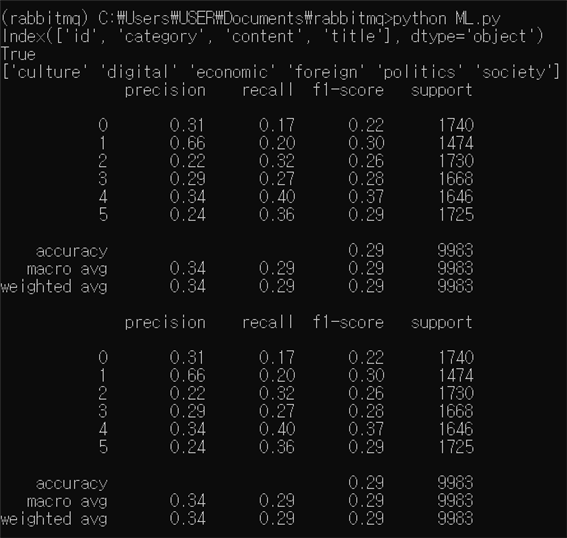 (rabbitmq) C:₩Users₩USER₩Documents₩rabbitmq>python ML.py
Index(['id', 'category', 'content', 'title'], dtype='object')
True
['culture' 'digital' 'economic' 'foreign' 'politics' 'society']
precision recall f1-score support
0 0.31 0.17 0.22 1740
1 0.66 0.20 0.30 1474
2 0.22 0.32 0.26 1730
3 0.29 0.27 0.28 1668
4 0.34 0.40 0.37 1646
5 0.24 0.36 0.29 1725
accuracy 0.29 9983
macro avg 0.34 0.29 0.29 9983
weighted avg 0.34 0.29 0.29 9983
precision recall f1-score support
0 0.31 0.17 0.22 1740
1 0.66 0.20 0.30 1474
2 0.22 0.32 0.26 1730
3 0.29 0.27 0.28 1668
4 0.34 0.40 0.37 1646
5 0.24 0.36 0.29 1725
accuracy 0.29 9983
macro avg 0.34 0.29 0.29 9983
weighted avg 0.34 0.29 0.29 9983